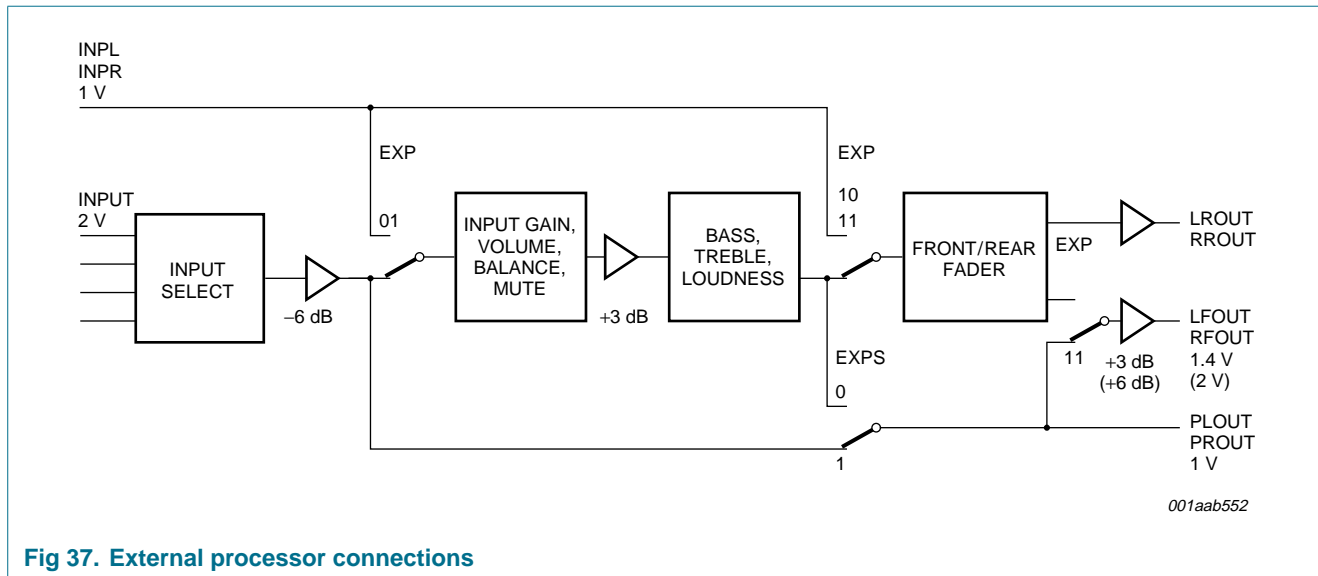 INPL
INPR
1 V
EXP
EXP
INPUT
2 V
01
10
11
INPUT
SELECT
−6 dB
INPUT GAIN,
VOLUME,
BALANCE,
MUTE
+3 dB
BASS,
TREBLE,
LOUDNESS
FRONT/REAR
FADER
EXP
LROUT
RROUT
EXPS
0
11
+3 dB
(+6 dB)
LFOUT
RFOUT
1.4 V
(2 V)
1
PLOUT
PROUT
1 V
001aab552
Fig 37. External processor connections